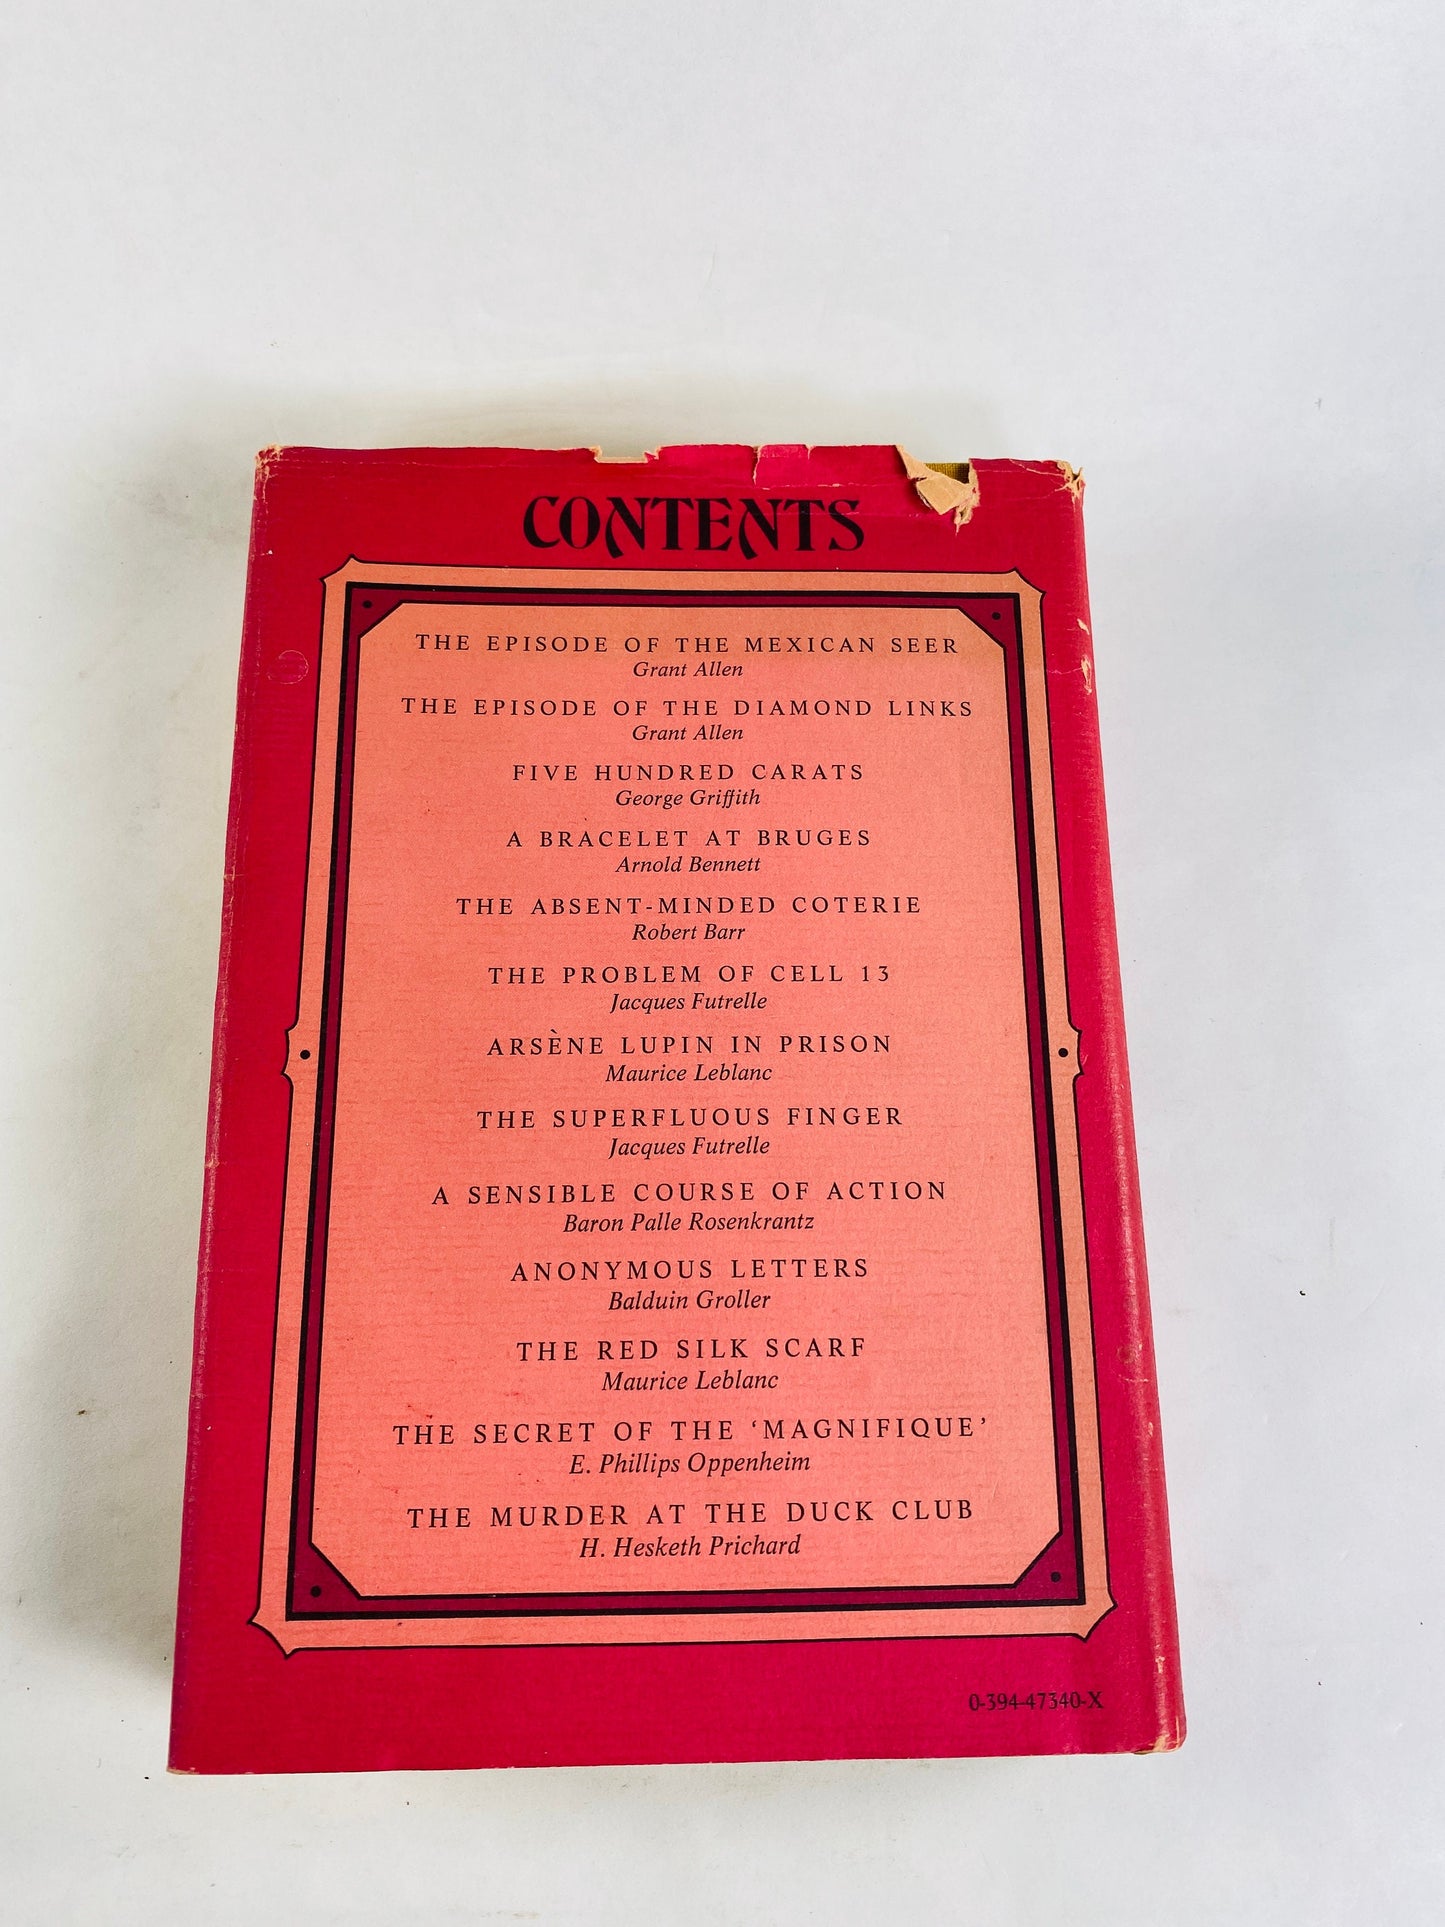 CONTENTS
THE EPISODE OF THE MEXICAN SEER
Grant Allen
THE EPISODE OF THE DIAMOND LINKS
Grant Allen
FIVE HUNDRED CARATS
George Griffith
A BRACELET AT BRUGES
Arnold Bennett
THE ABSENT-MINDED COTERIE
Robert Barr
THE PROBLEM OF CELL 13
Jacques Futrelle
ARSÈNE LUPIN IN PRISON
Maurice Leblanc
THE SUPERFLUOUS FINGER
Jacques Futrelle
A SENSIBLE COURSE OF ACTION
Baron Palle Rosenkrantz
ANONYMOUS LETTERS
Balduin Groller
THE RED SILK SCARF
Maurice Leblanc
THE SECRET OF THE ‘MAGNIFIQUE’
E. Phillips Oppenheim
THE MURDER AT THE DUCK CLUB
H. Hesketh Prichard
0-394-47340-X